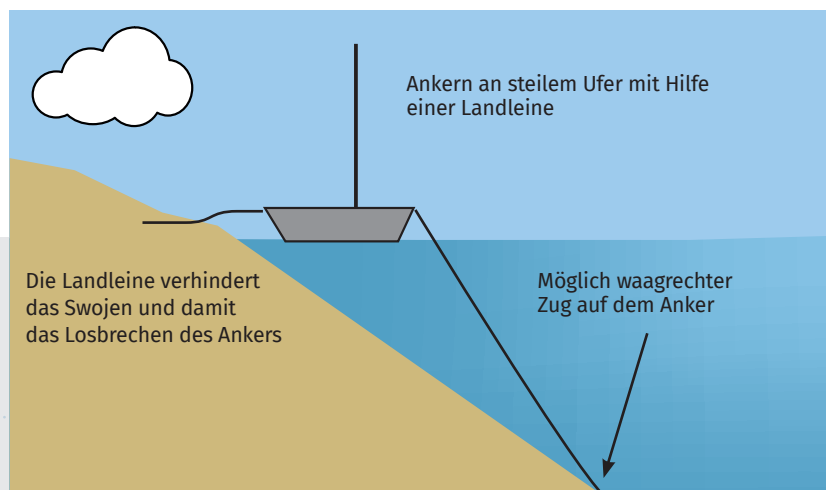 Ankern an steilem Ufer mit Hilfe
einer Landleine
Die Landleine verhindert
das Swojen und damit
das Losbrechen des Ankers
Möglich waagrechter
Zug auf dem Anker